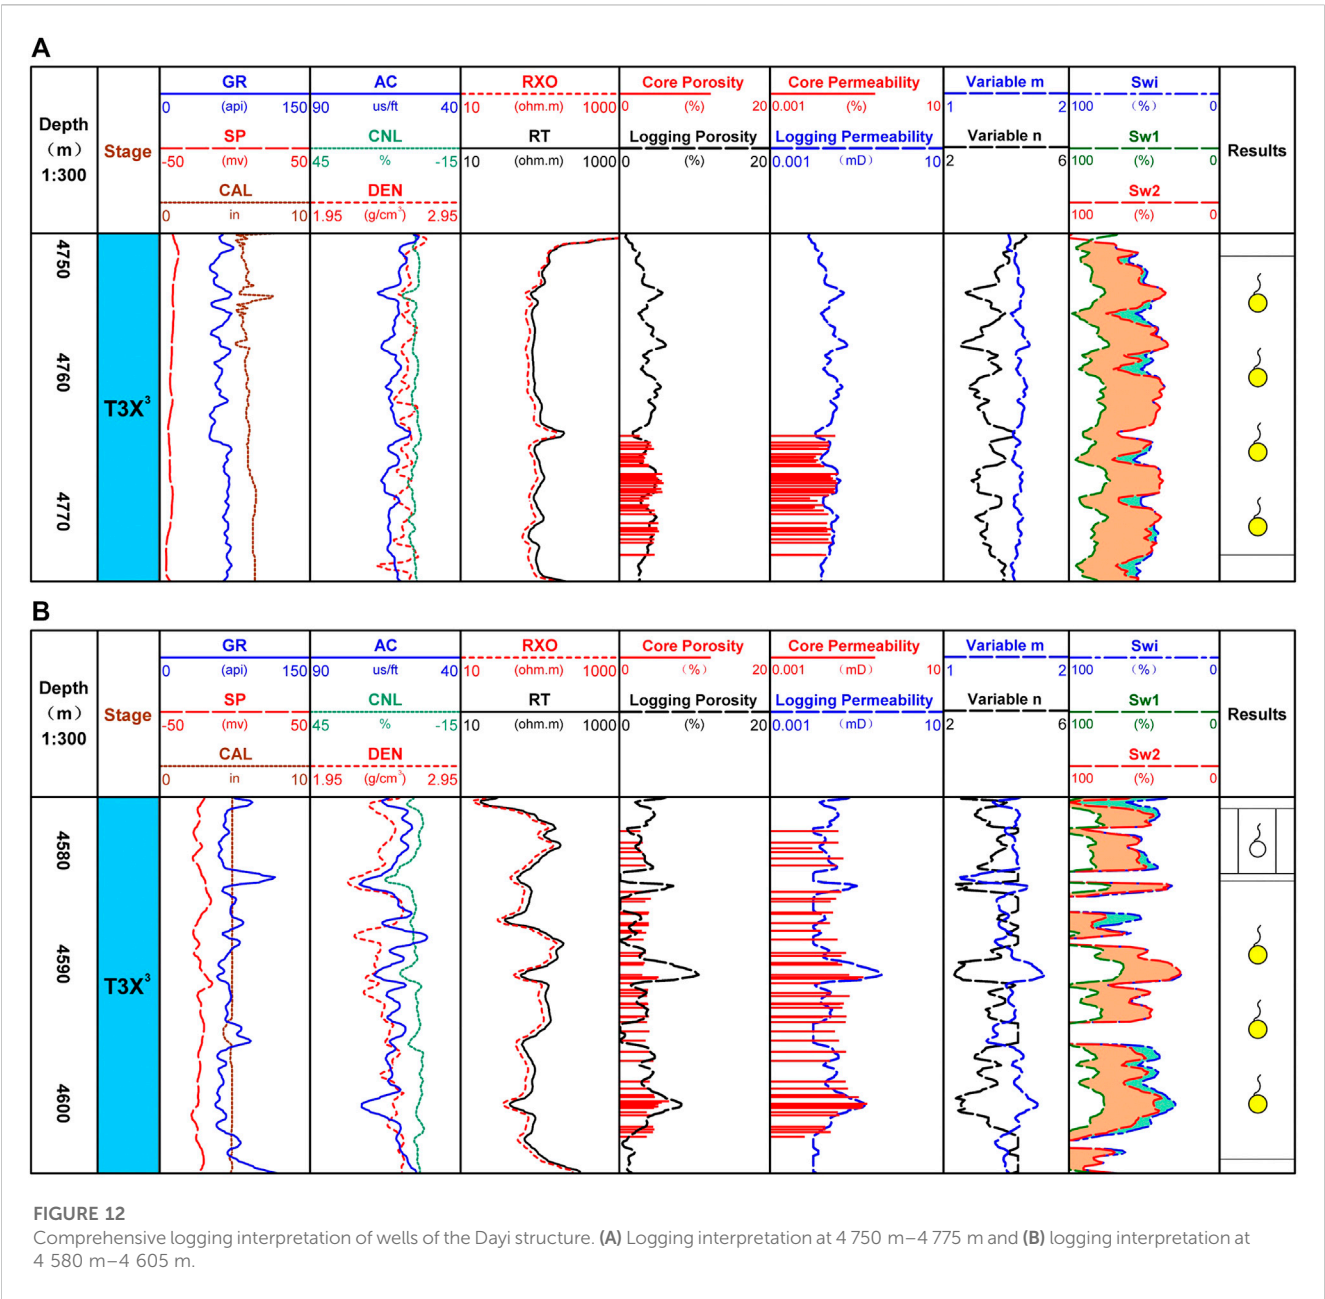 A
Depth
(m)
1:300
Stage
GR
0 (api) 150
SP
-50 (mv) 50
CAL
0 in 10
AC
90 us/ft 40
CNL
45 % -15
DEN
1.95 (g/cm³) 2.95
RXO
10 (ohm.m) 1000
RT
10 (ohm.m) 1000
Core Porosity
0 (%) 20
Logging Porosity
0 (%) 20
Core Permeability
0.001 (%) 10
Logging Permeability
0.001 (mD) 10
Variable m
1 2
Variable n
2 6
Swi
100 (%) 0
Sw1
100 (%) 0
Sw2
100 (%) 0
Results
4750
4760
4770
T3X³
B
Depth
(m)
1:300
Stage
GR
0 (api) 150
SP
-50 (mv) 50
CAL
0 in 10
AC
90 us/ft 40
CNL
45 % -15
DEN
1.95 (g/cm³) 2.95
RXO
10 (ohm.m) 1000
RT
10 (ohm.m) 1000
Core Porosity
0 (%) 20
Logging Porosity
0 (%) 20
Core Permeability
0.001 (mD) 10
Logging Permeability
0.001 (mD) 10
Variable m
1 2
Variable n
2 6
Swi
100 (%) 0
Sw1
100 (%) 0
Sw2
100 (%) 0
Results
4580
4590
4600
T3X³
FIGURE 12
Comprehensive logging interpretation of wells of the Dayi structure. (A) Logging interpretation at 4 750 m–4 775 m and (B) logging interpretation at
4 580 m–4 605 m.